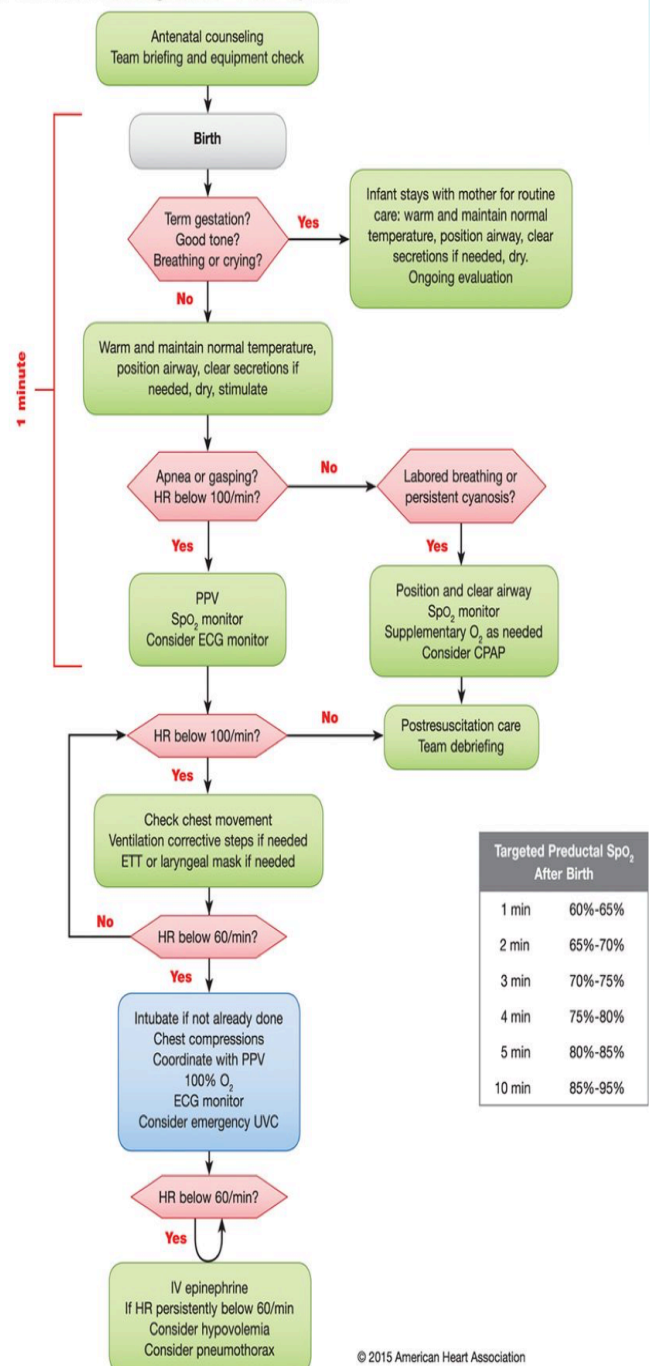 Antenatal counseling
Team briefing and equipment check
Birth
1 minute
Term gestation?
Good tone?
Breathing or crying?
Yes
Infant stays with mother for routine
care: warm and maintain normal
temperature, position airway, clear
secretions if needed, dry.
Ongoing evaluation
No
Warm and maintain normal temperature,
position airway, clear secretions if
needed, dry, stimulate
Apnea or gasping?
HR below 100/min?
No
Labored breathing or
persistent cyanosis?
Yes
Yes
PPV
SpO₂ monitor
Consider ECG monitor
Position and clear airway
SpO₂ monitor
Supplementary O₂ as needed
Consider CPAP
HR below 100/min?
No
Postresuscitation care
Team debriefing
Yes
Check chest movement
Ventilation corrective steps if needed
ETT or laryngeal mask if needed
No
HR below 60/min?
Yes
Intubate if not already done
Chest compressions
Coordinate with PPV
100% O₂
ECG monitor
Consider emergency UVC
HR below 60/min?
Yes
IV epinephrine
If HR persistently below 60/min
Consider hypovolemia
Consider pneumothorax
Targeted Preductal SpO₂
After Birth
1 min 60%-65%
2 min 65%-70%
3 min 70%-75%
4 min 75%-80%
5 min 80%-85%
10 min 85%-95%
© 2015 American Heart Association